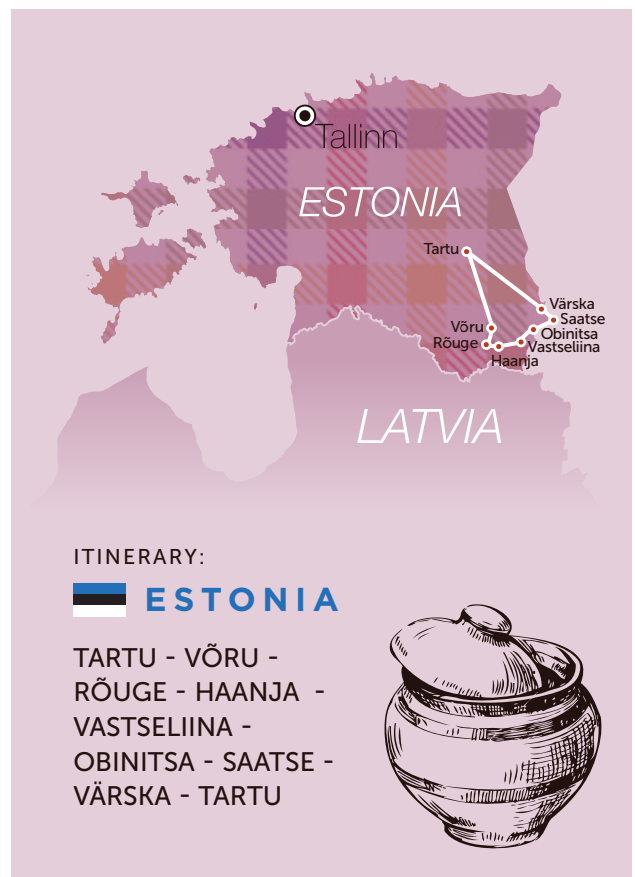 Tallinn
ESTONIA
Tartu
Värska
Saatse
Võru
Obinitsa
Rõuge
Vastseliina
Haanja
LATVIA
ITINERARY:
ESTONIA
TARTU - VÕRU -
RÕUGE - HAANJA -
VASTSELIINA -
OBINITSA - SAATSE -
VÄRSKA - TARTU